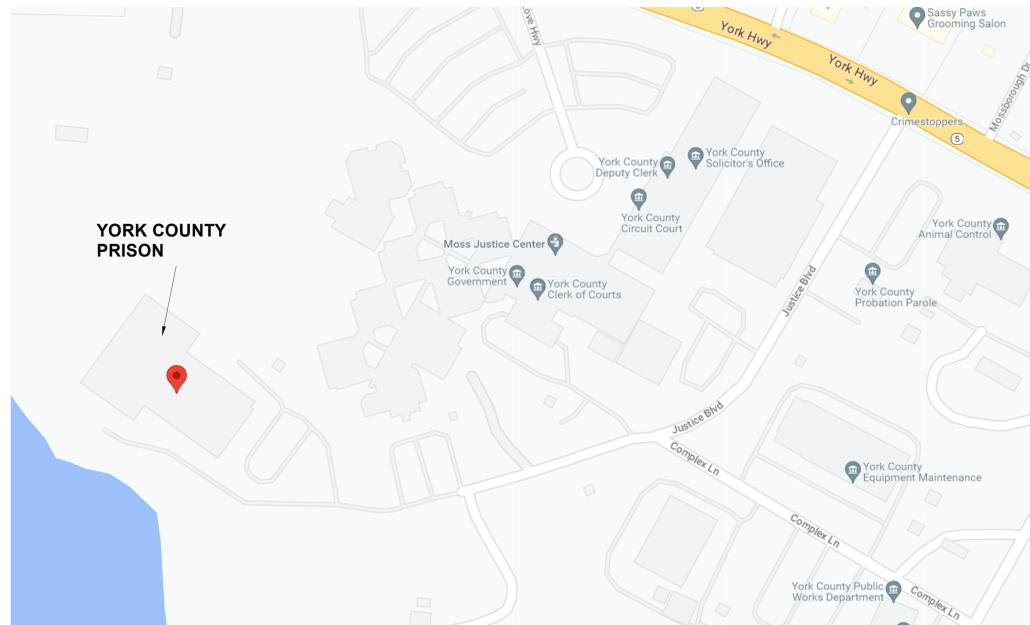 Sassy Paws
Grooming Salon
York Hwy
York Hwy
Crimestoppers
5
Mossborough Dr
York County
Deputy Clerk
York County
Solicitor's Office
York County
Circuit Court
YORK COUNTY
PRISON
Moss Justice Center
York County
Government
York County
Clerk of Courts
York County
Animal Control
York County
Probation Parole
Justice Blvd
Justice Blvd
Complex Ln
York County
Equipment Maintenance
Complex Ln
York County Public
Works Department
Complex Ln